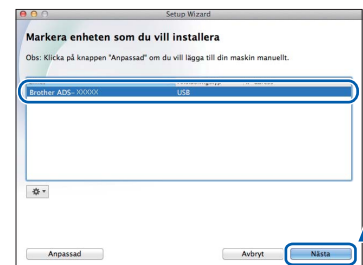 Setup Wizard
Markera enheten som du vill installera
Obs: Klicka på knappen "Anpassad" om du vill lägga till din maskin manuellt.
Brother ADS-XXXXX USB
Anpassad Avbryt Nästa